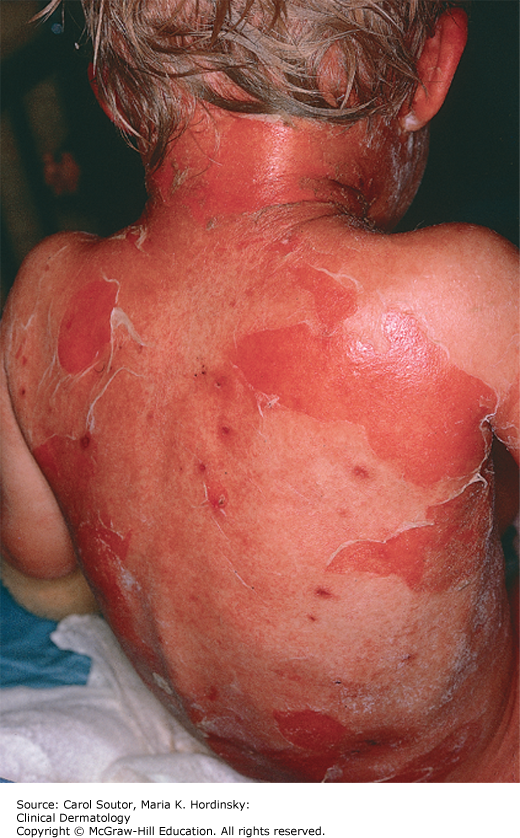 Source: Carol Soutor, Maria K. Hordinsky:
Clinical Dermatology
Copyright © McGraw-Hill Education. All rights reserved.